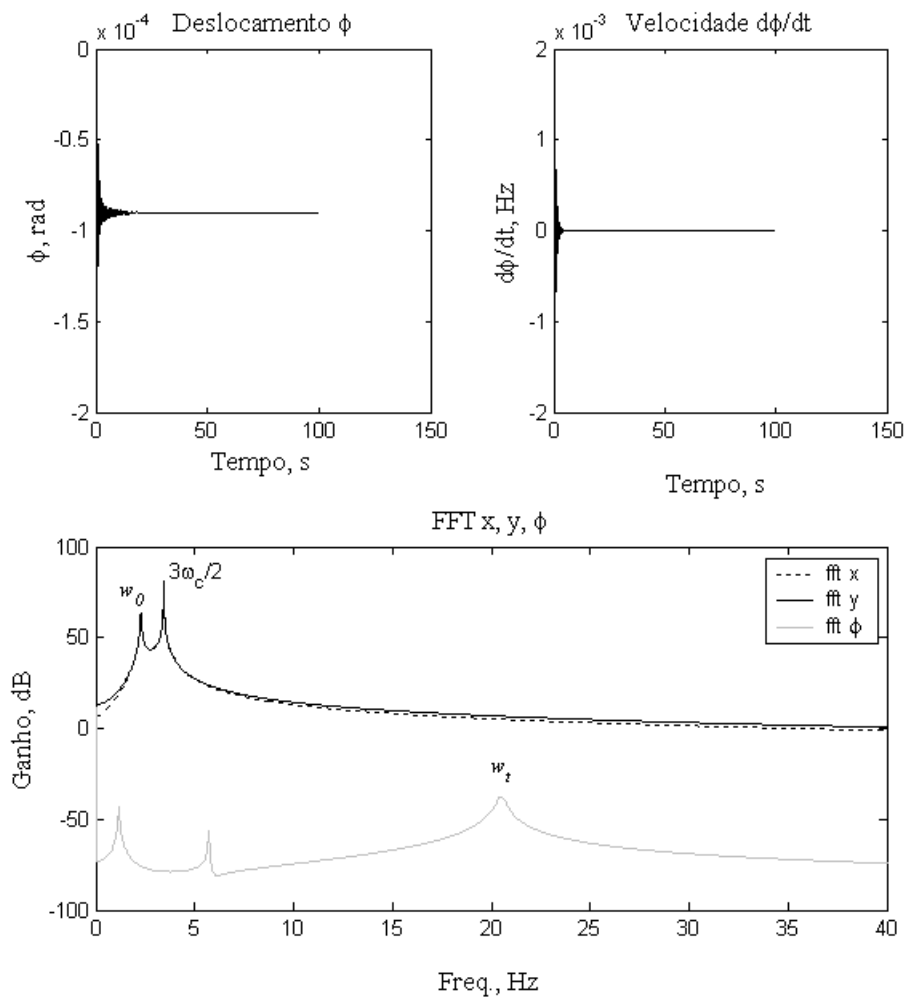 Deslocamento ϕ
x 10⁻⁴
0
-0.5
-1
-1.5
-2
ϕ, rad
0 50 100 150
Tempo, s
Velocidade dϕ/dt
x 10⁻³
2
1
0
-1
-2
dϕ/dt, Hz
0 50 100 150
Tempo, s
FFT x, y, ϕ
100
50
0
-50
-100
Ganho, dB
w₀
3ω_c/2
w_t
fft x
fft y
fft ϕ
0 5 10 15 20 25 30 35 40
Freq., Hz